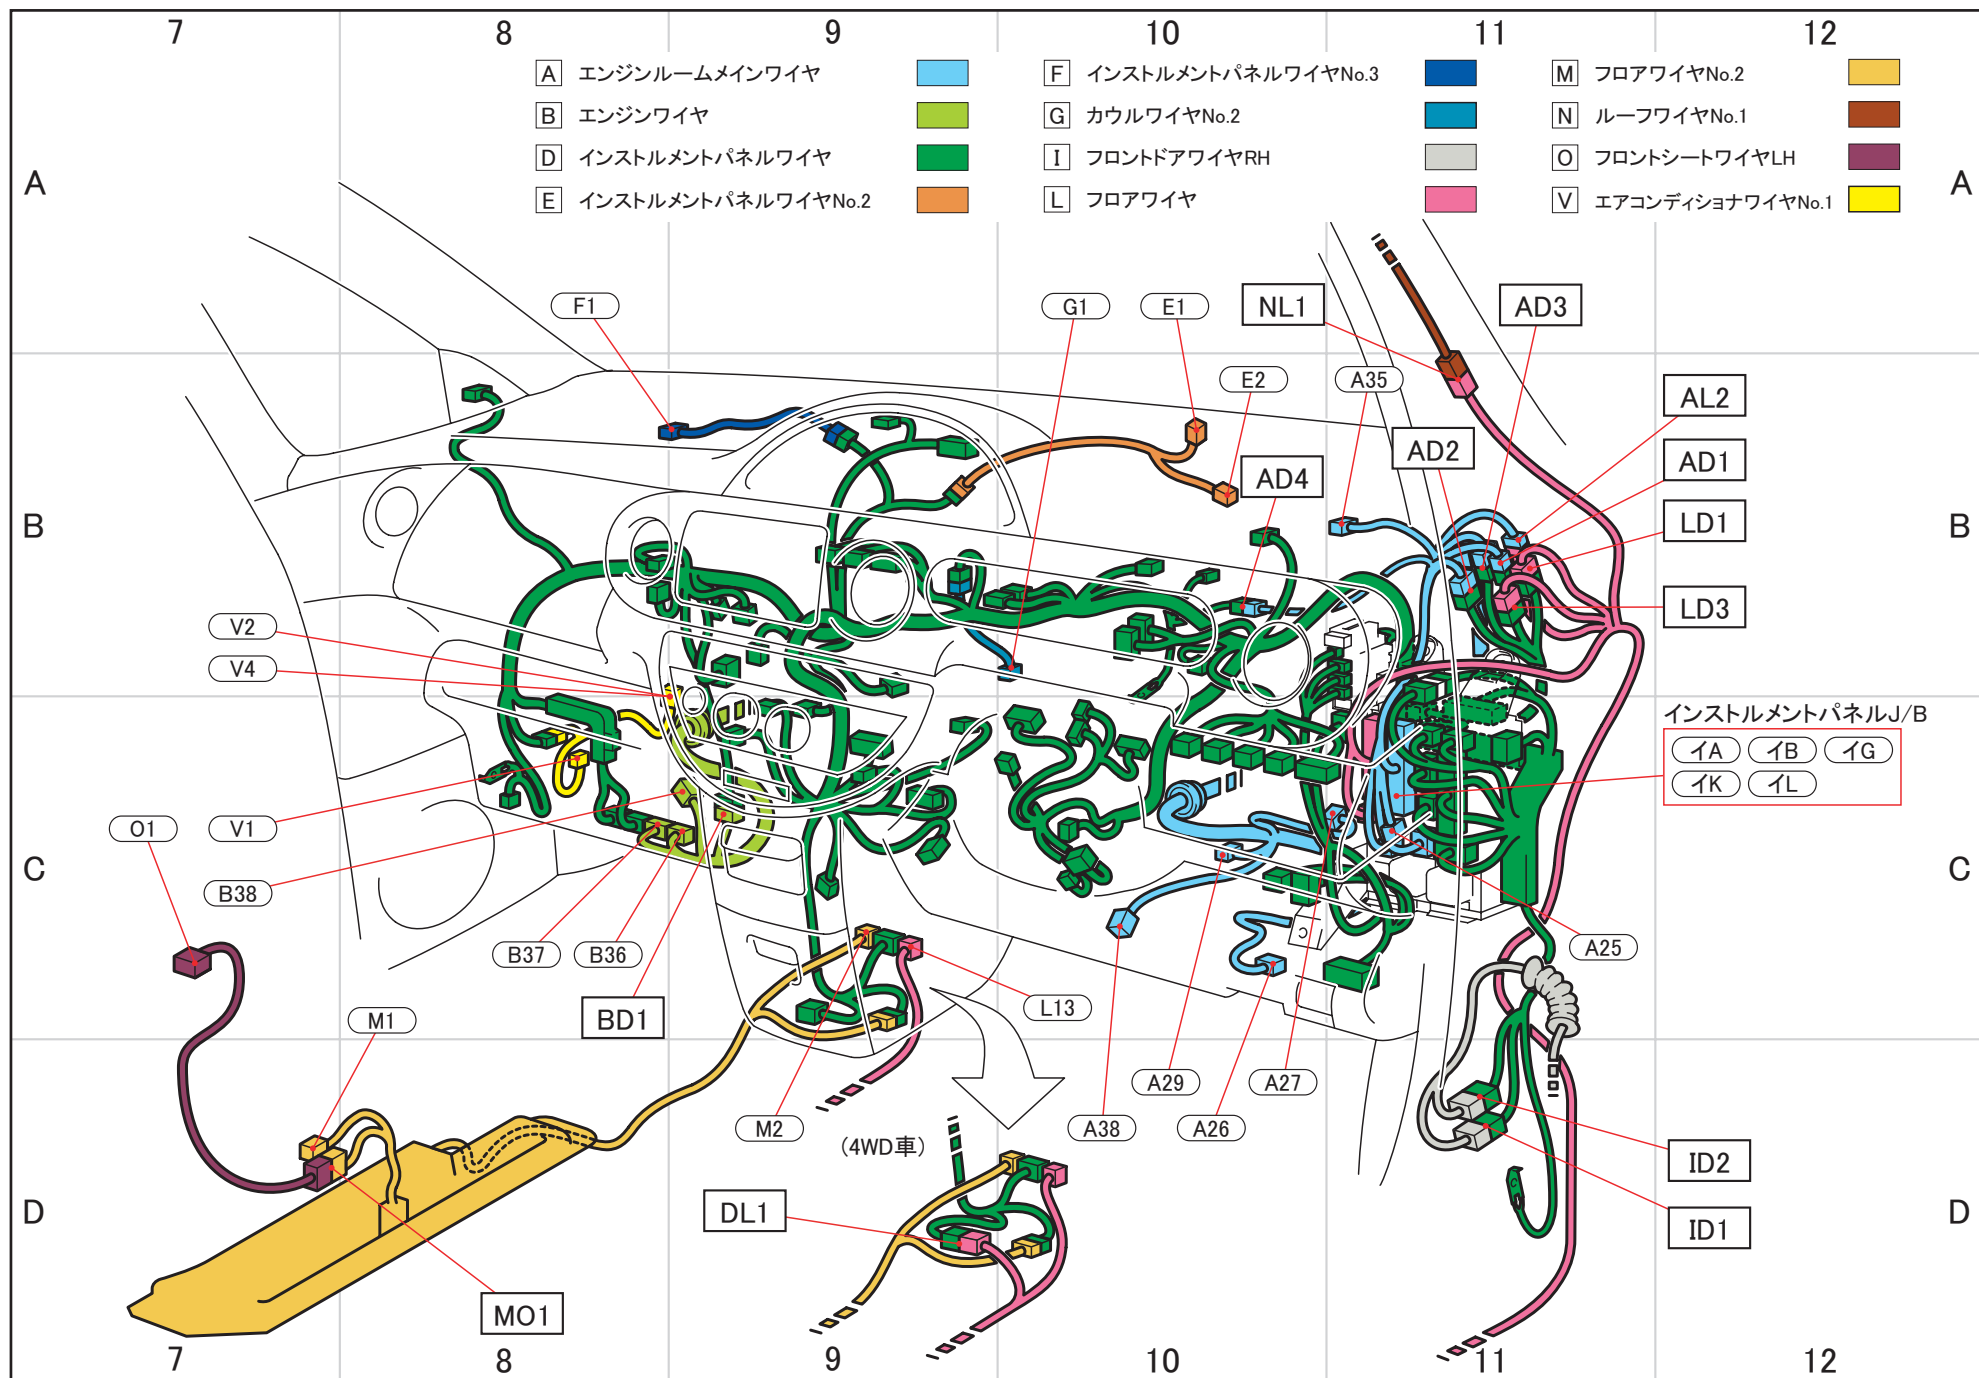 7 8 9 10 11 12
A エンジンルームメインワイヤ
B エンジンワイヤ
D インストルメントパネルワイヤ
E インストルメントパネルワイヤNo.2
F インストルメントパネルワイヤNo.3
G カウルワイヤNo.2
I フロントドアワイヤRH
L フロアワイヤ
M フロアワイヤNo.2
N ルーフワイヤNo.1
O フロントシートワイヤLH
V エアコンディショナワイヤNo.1
A A
F1 G1 E1 NL1 AD3
E2 A35 AL2
AD2 AD1
AD4
B B
LD1
LD3
V2
V4
インストルメントパネルJ/B
イA イB イG
イK イL
O1 V1
C C
B38
B37 B36 A25
BD1 L13
M1
A29 A27
M2 A38 A26
(4WD車)
ID2
DL1
D D
ID1
MO1
7 8 9 10 11 12